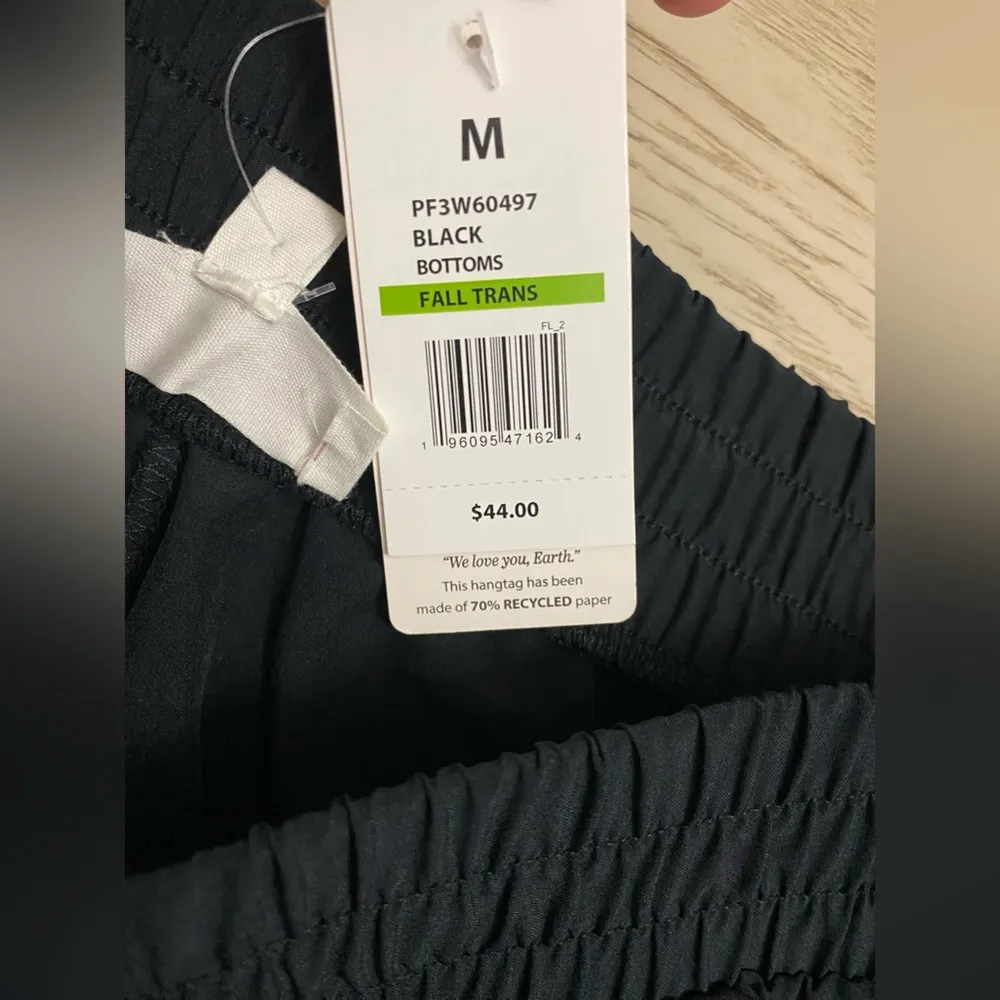 M
PF3W60497
BLACK
BOTTOMS
FALL TRANS
FL_2
1 96095 47162 4
$44.00
“We love you, Earth.”
This hangtag has been
made of 70% RECYCLED paper